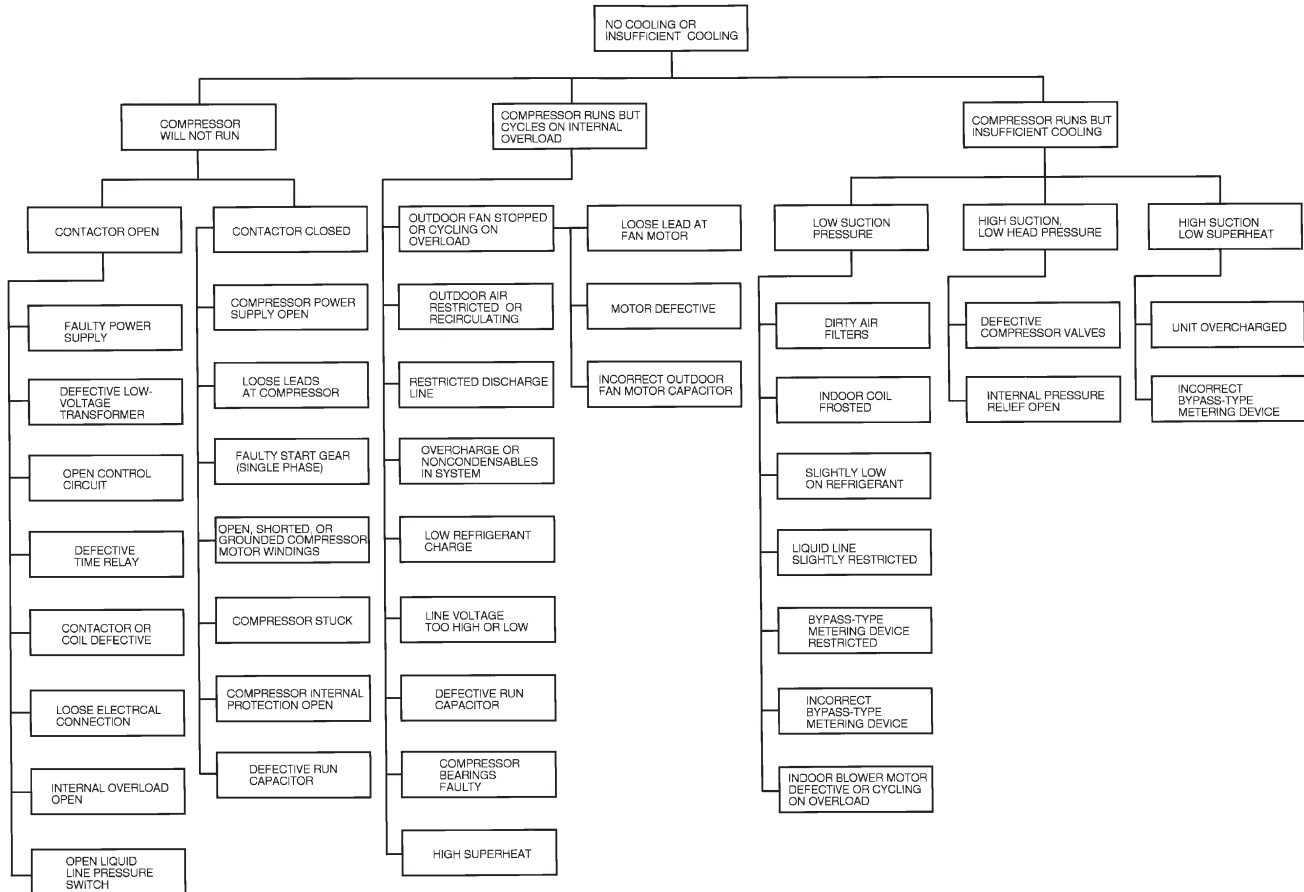 NO COOLING OR
INSUFFICIENT COOLING
COMPRESSOR
WILL NOT RUN
COMPRESSOR RUNS BUT
CYCLES ON INTERNAL
OVERLOAD
COMPRESSOR RUNS BUT
INSUFFICIENT COOLING
CONTACTOR OPEN
FAULTY POWER
SUPPLY
DEFECTIVE LOW-
VOLTAGE
TRANSFORMER
OPEN CONTROL
CIRCUIT
DEFECTIVE
TIME RELAY
CONTACTOR OR
COIL DEFECTIVE
LOOSE ELECTRCAL
CONNECTION
INTERNAL OVERLOAD
OPEN
OPEN LIQUID
LINE PRESSURE
SWITCH
CONTACTOR CLOSED
COMPRESSOR POWER
SUPPLY OPEN
LOOSE LEADS
AT COMPRESSOR
FAULTY START GEAR
(SINGLE PHASE)
OPEN, SHORTED, OR
GROUNDED COMPRESSOR
MOTOR WINDINGS
COMPRESSOR STUCK
COMPRESSOR INTERNAL
PROTECTION OPEN
DEFECTIVE RUN
CAPACITOR
OUTDOOR FAN STOPPED
OR CYCLING ON
OVERLOAD
OUTDOOR AIR
RESTRICTED OR
RECIRCULATING
RESTRICTED DISCHARGE
LINE
OVERCHARGE OR
NONCONDENSABLES
IN SYSTEM
LOW REFRIGERANT
CHARGE
LINE VOLTAGE
TOO HIGH OR LOW
DEFECTIVE RUN
CAPACITOR
COMPRESSOR
BEARINGS
FAULTY
HIGH SUPERHEAT
LOOSE LEAD AT
FAN MOTOR
MOTOR DEFECTIVE
INCORRECT OUTDOOR
FAN MOTOR CAPACITOR
LOW SUCTION
PRESSURE
DIRTY AIR
FILTERS
INDOOR COIL
FROSTED
SLIGHTLY LOW
ON REFRIGERANT
LIQUID LINE
SLIGHTLY RESTRICTED
BYPASS-TYPE
METERING DEVICE
RESTRICTED
INCORRECT
BYPASS-TYPE
METERING DEVICE
INDOOR BLOWER MOTOR
DEFECTIVE OR CYCLING
ON OVERLOAD
HIGH SUCTION,
LOW HEAD PRESSURE
DEFECTIVE
COMPRESSOR VALVES
INTERNAL PRESSURE
RELIEF OPEN
HIGH SUCTION
LOW SUPERHEAT
UNIT OVERCHARGED
INCORRECT
BYPASS-TYPE
METERING DEVICE